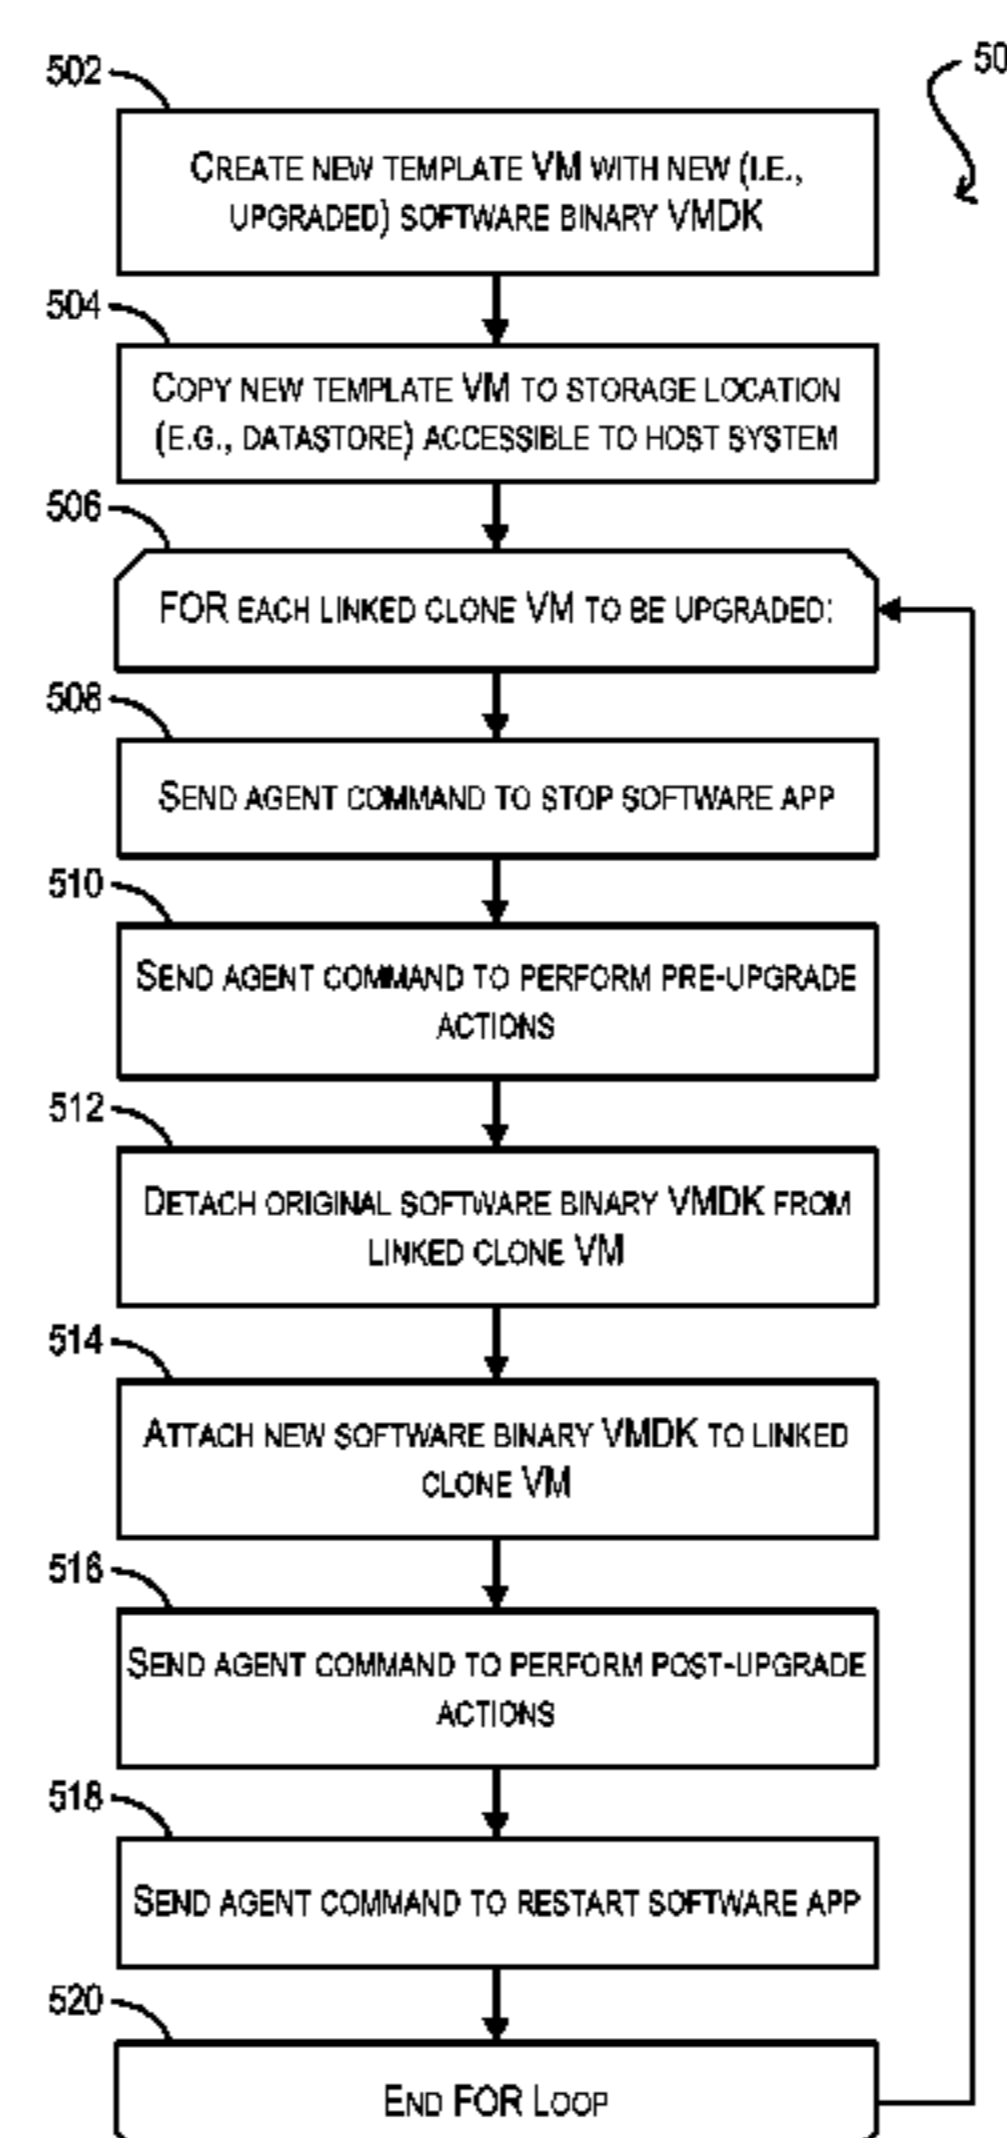 502
50
CREATE NEW TEMPLATE VM WITH NEW (I.E.,
UPGRADED) SOFTWARE BINARY VMDK
504
COPY NEW TEMPLATE VM TO STORAGE LOCATION
(E.G., DATASTORE) ACCESSIBLE TO HOST SYSTEM
506
FOR EACH LINKED CLONE VM TO BE UPGRADED:
508
SEND AGENT COMMAND TO STOP SOFTWARE APP
510
SEND AGENT COMMAND TO PERFORM PRE-UPGRADE
ACTIONS
512
DETACH ORIGINAL SOFTWARE BINARY VMDK FROM
LINKED CLONE VM
514
ATTACH NEW SOFTWARE BINARY VMDK TO LINKED
CLONE VM
516
SEND AGENT COMMAND TO PERFORM POST-UPGRADE
ACTIONS
518
SEND AGENT COMMAND TO RESTART SOFTWARE APP
520
END FOR LOOP